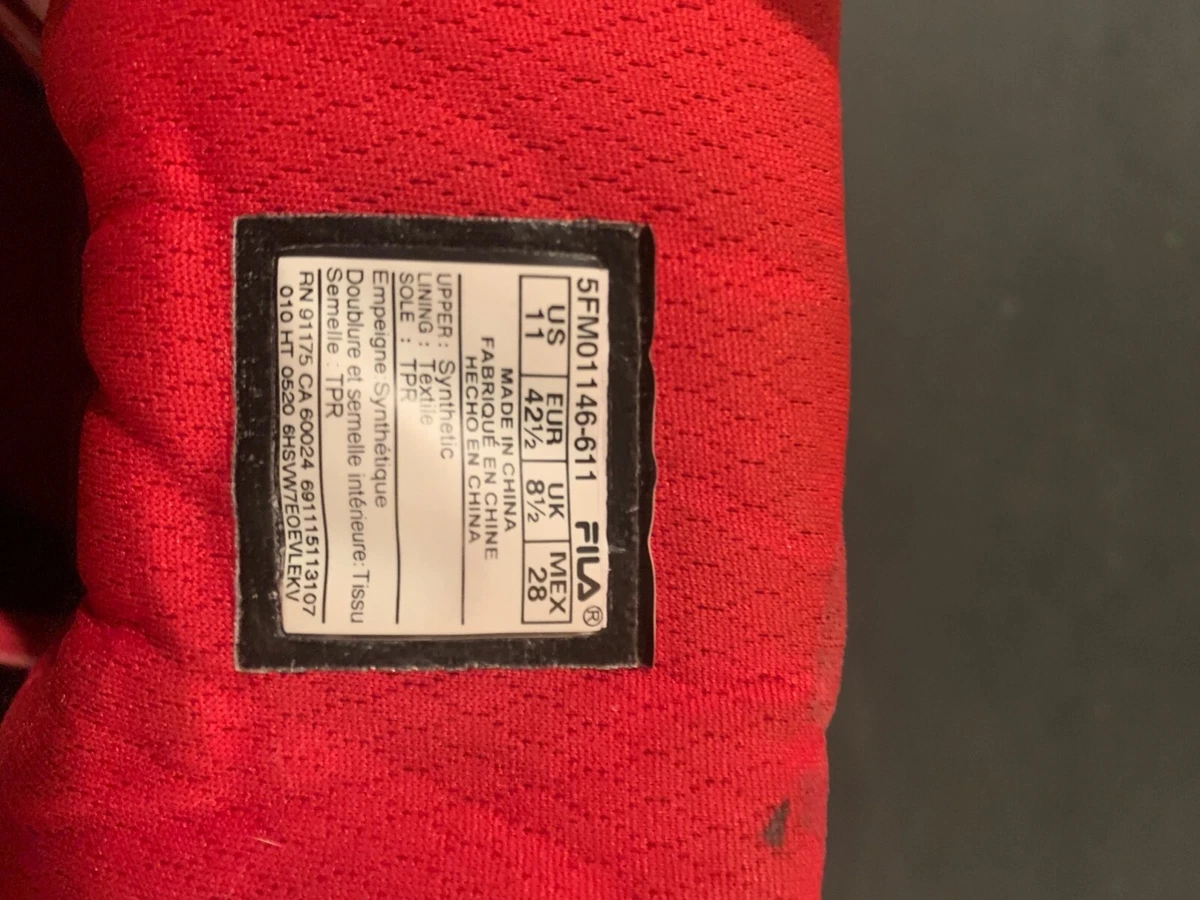 5FM01146-611 FILA®
US EUR UK MEX
11 42½ 8½ 28
MADE IN CHINA
FABRIQUÉ EN CHINE
HECHO EN CHINA
UPPER : Synthetic
LINING : Textile
SOLE : TPR
Empeigne Synthétique
Doublure et semelle intérieure: Tissu
Semelle : TPR
RN 91175 CA 60024 691115113107
010 HT 0520 6HSVW7EOEVLEKV